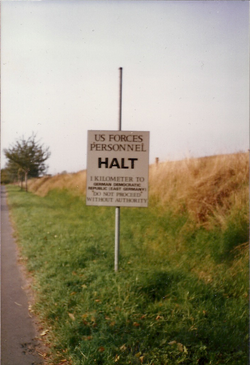 US FORCES
PERSONNEL
HALT
1 KILOMETER TO
GERMAN DEMOCRATIC
REPUBLIC (EAST GERMANY)
"DO NOT PROCEED
WITHOUT AUTHORITY